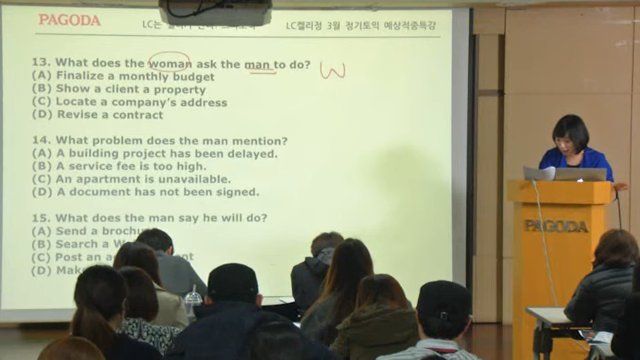 PAGODA
LC켈리정 3월 정기토익 예상적중특강
13. What does the woman ask the man to do?
W
(A) Finalize a monthly budget
(B) Show a client a property
(C) Locate a company's address
(D) Revise a contract
14. What problem does the man mention?
(A) A building project has been delayed.
(B) A service fee is too high.
(C) An apartment is unavailable.
(D) A document has not been signed.
15. What does the man say he will do?
(A) Send a
(B) Search a
(C) Post an
(D)
PAGODA